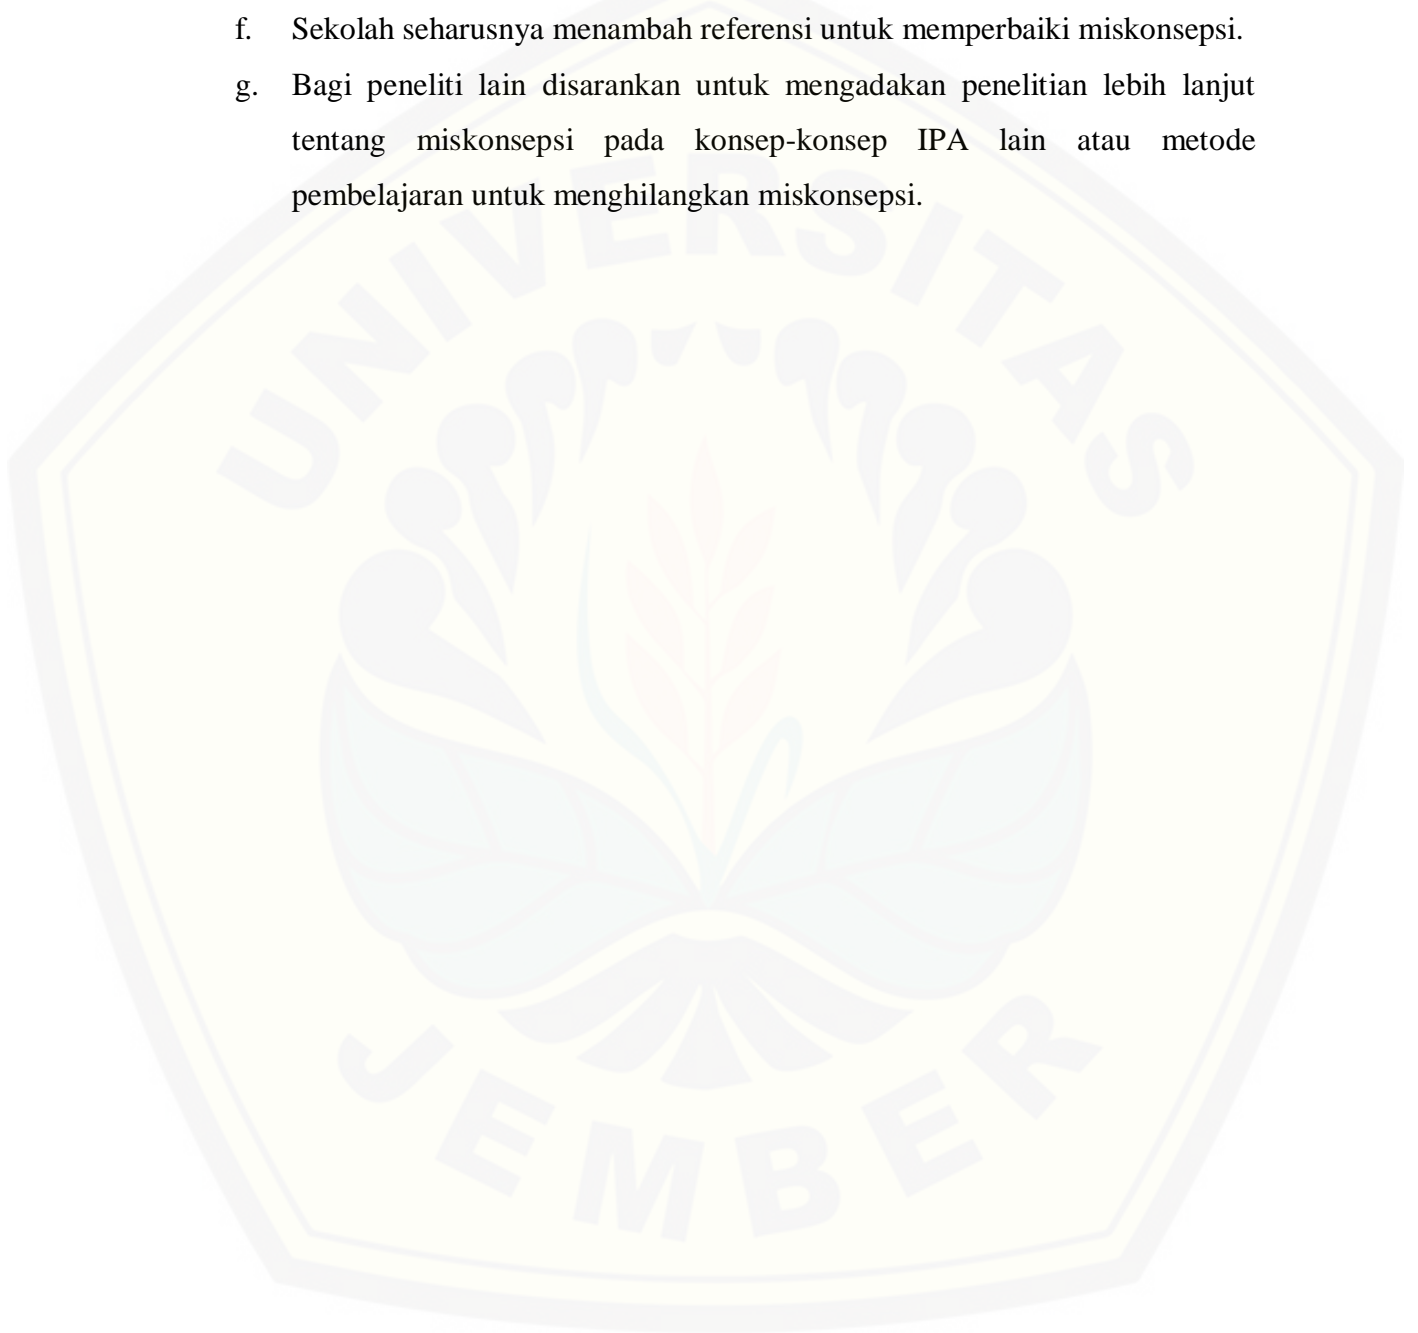 f. Sekolah seharusnya menambah referensi untuk memperbaiki miskonsepsi.
g. Bagi peneliti lain disarankan untuk mengadakan penelitian lebih lanjut
tentang miskonsepsi pada konsep-konsep IPA lain atau metode
pembelajaran untuk menghilangkan miskonsepsi.
UNIVERSITAS
JEMBER